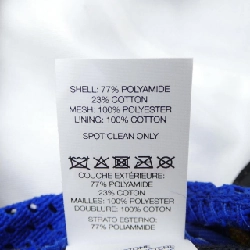 SHELL: 77% POLYAMIDE
23% COTTON
MESH: 100% POLYESTER
LINING: 100% COTTON
SPOT CLEAN ONLY
COUCHE EXTÉRIEURE:
77% POLYAMIDE
23% COTON
MAILLES: 100% POLYESTER
DOUBLURE: 100% COTON
STRATO ESTERNO:
77% POLIAMMIDE